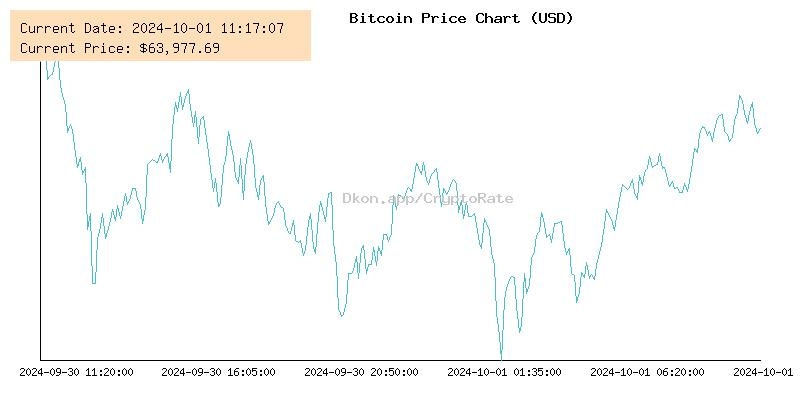 Bitcoin Price Chart (USD)
Current Date: 2024-10-01 11:17:07
Current Price: $63,977.69
Dkon.app/CryptoRate
2024-09-30 11:20:00 2024-09-30 16:05:00 2024-09-30 20:50:00 2024-10-01 01:35:00 2024-10-01 06:20:00 2024-10-01